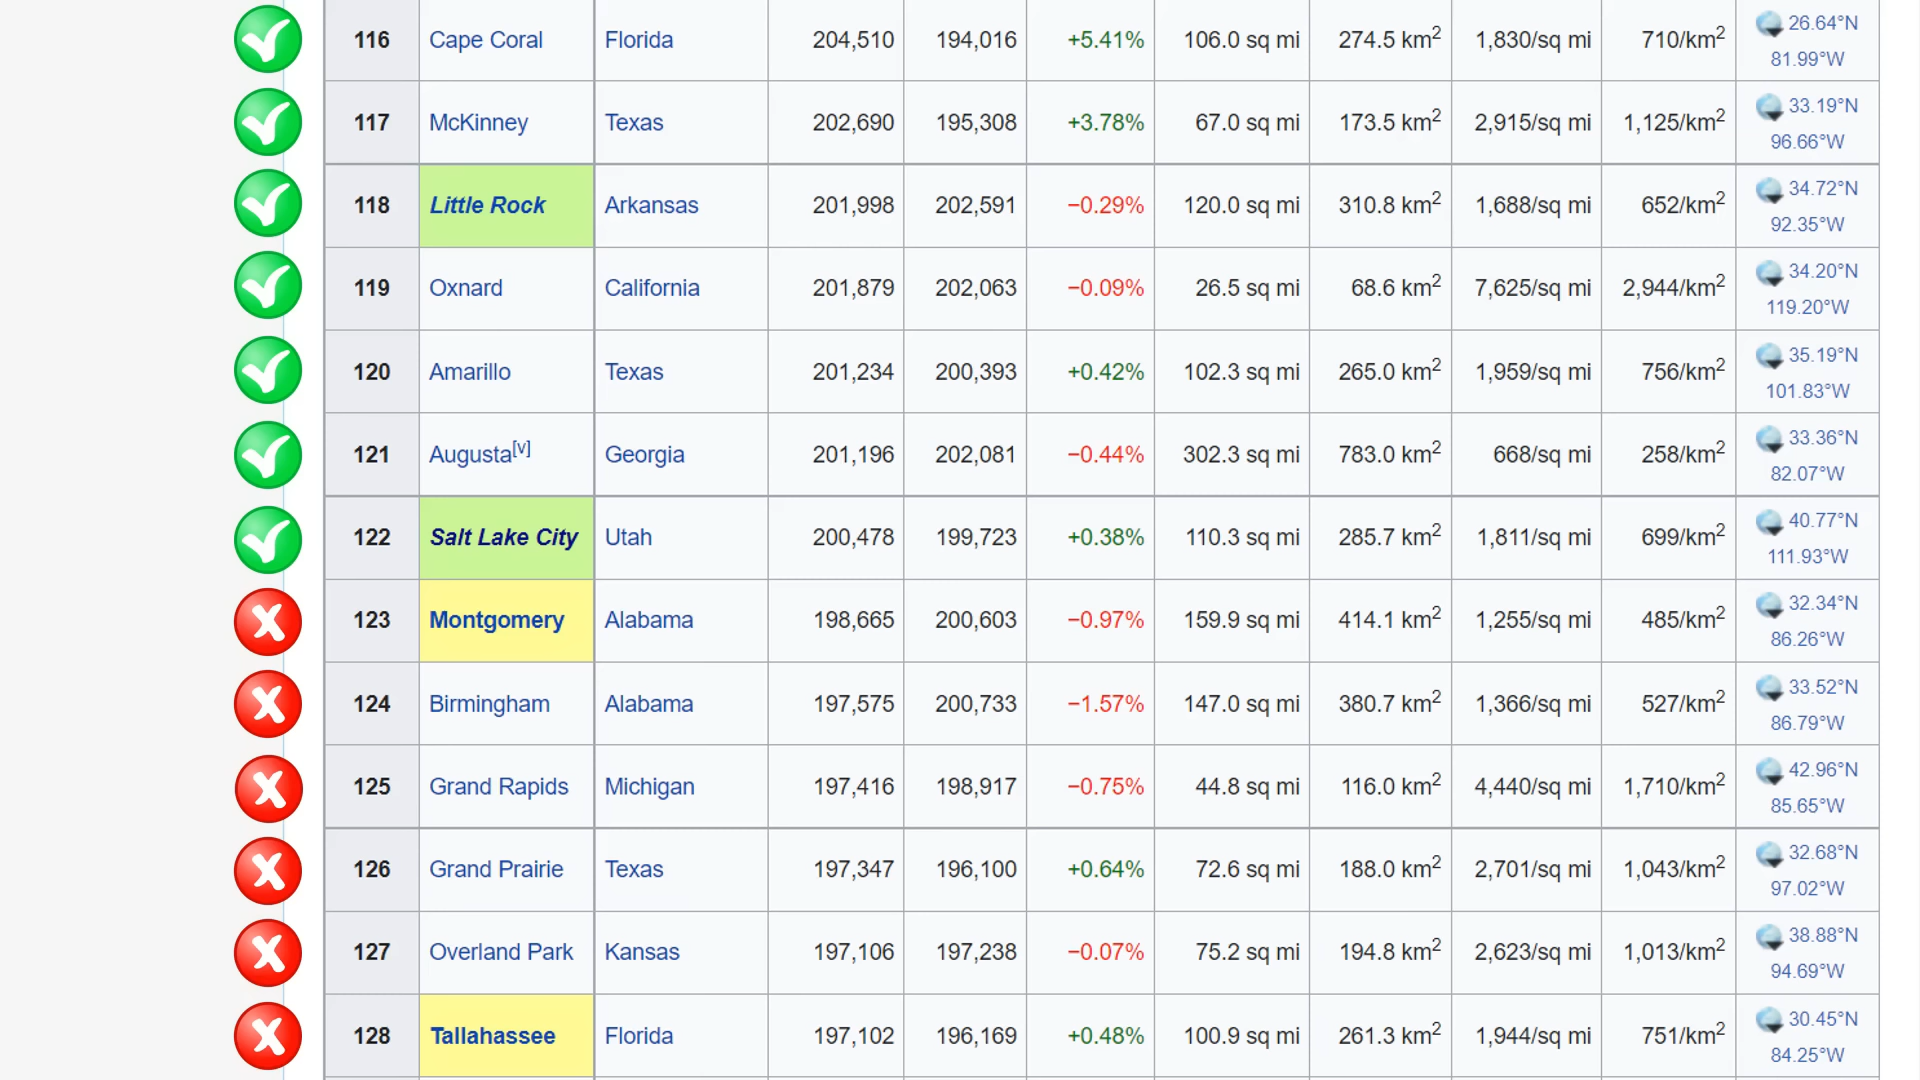 116 Cape Coral Florida 204,510 194,016 +5.41% 106.0 sq mi 274.5 km² 1,830/sq mi 710/km² 26.64°N 81.99°W
117 McKinney Texas 202,690 195,308 +3.78% 67.0 sq mi 173.5 km² 2,915/sq mi 1,125/km² 33.19°N 96.66°W
118 Little Rock Arkansas 201,998 202,591 −0.29% 120.0 sq mi 310.8 km² 1,688/sq mi 652/km² 34.72°N 92.35°W
119 Oxnard California 201,879 202,063 −0.09% 26.5 sq mi 68.6 km² 7,625/sq mi 2,944/km² 34.20°N 119.20°W
120 Amarillo Texas 201,234 200,393 +0.42% 102.3 sq mi 265.0 km² 1,959/sq mi 756/km² 35.19°N 101.83°W
121 Augusta[v] Georgia 201,196 202,081 −0.44% 302.3 sq mi 783.0 km² 668/sq mi 258/km² 33.36°N 82.07°W
122 Salt Lake City Utah 200,478 199,723 +0.38% 110.3 sq mi 285.7 km² 1,811/sq mi 699/km² 40.77°N 111.93°W
123 Montgomery Alabama 198,665 200,603 −0.97% 159.9 sq mi 414.1 km² 1,255/sq mi 485/km² 32.34°N 86.26°W
124 Birmingham Alabama 197,575 200,733 −1.57% 147.0 sq mi 380.7 km² 1,366/sq mi 527/km² 33.52°N 86.79°W
125 Grand Rapids Michigan 197,416 198,917 −0.75% 44.8 sq mi 116.0 km² 4,440/sq mi 1,710/km² 42.96°N 85.65°W
126 Grand Prairie Texas 197,347 196,100 +0.64% 72.6 sq mi 188.0 km² 2,701/sq mi 1,043/km² 32.68°N 97.02°W
127 Overland Park Kansas 197,106 197,238 −0.07% 75.2 sq mi 194.8 km² 2,623/sq mi 1,013/km² 38.88°N 94.69°W
128 Tallahassee Florida 197,102 196,169 +0.48% 100.9 sq mi 261.3 km² 1,944/sq mi 751/km² 30.45°N 84.25°W